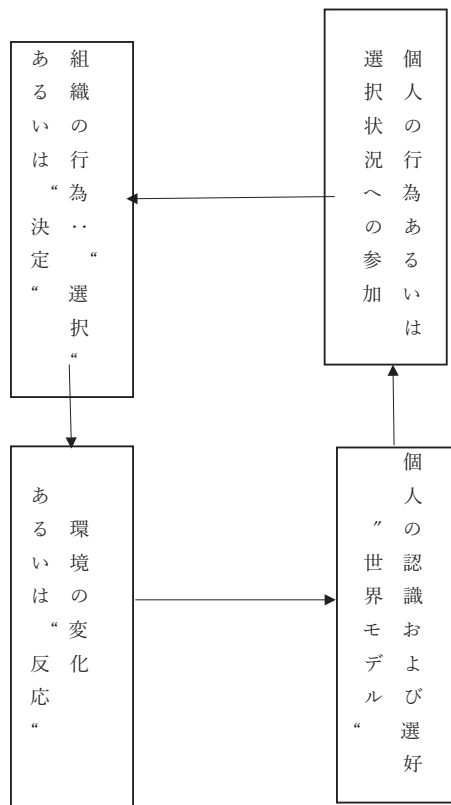 個人の行為あるいは
選択状況への参加
組織の行為：“選択“
あるいは“決定“
個人の認識および選好
”世界モデル“
環境の変化
あるいは“反応“